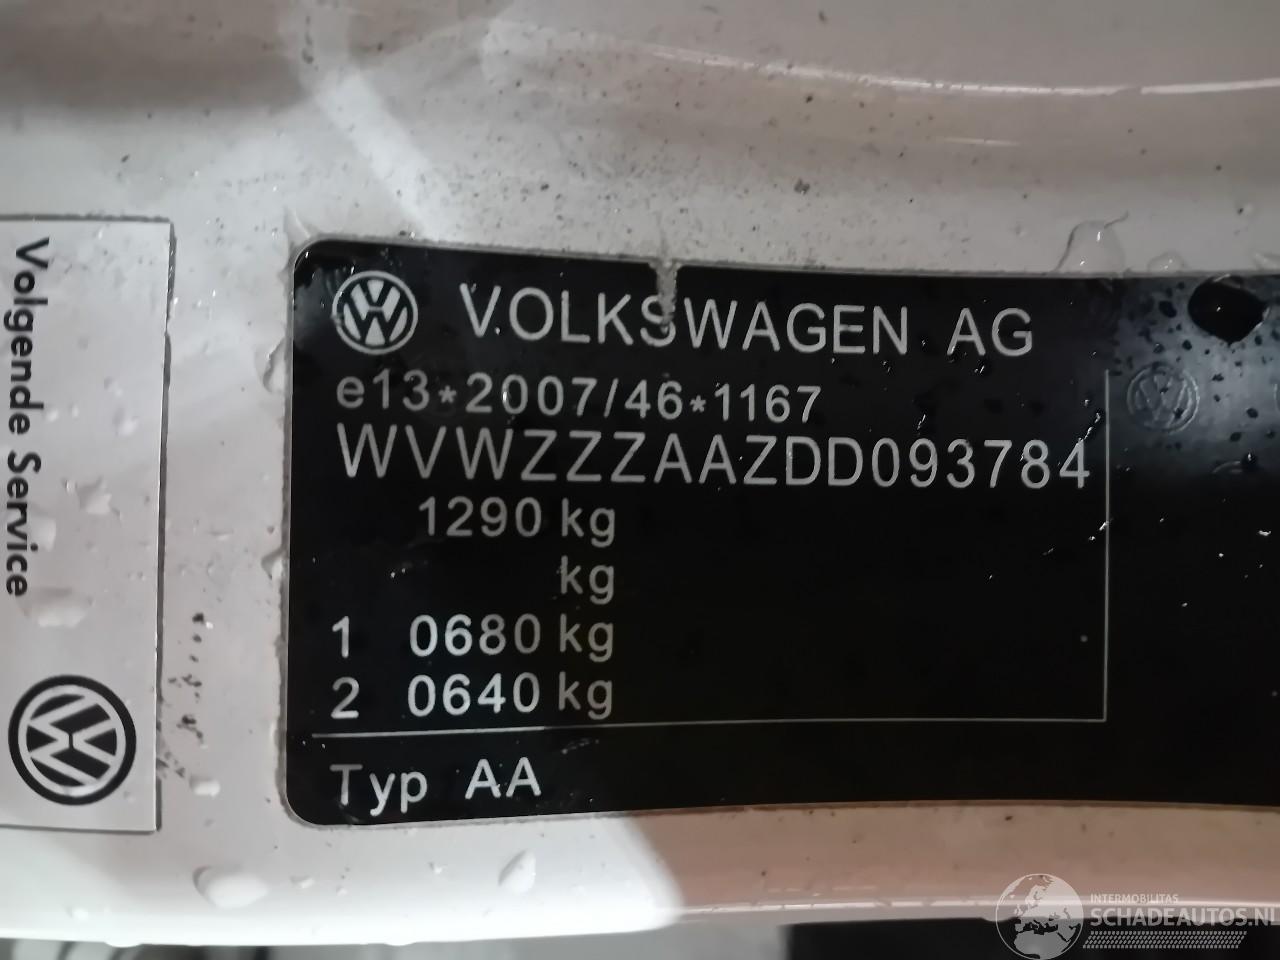 Volgende Service
VOLKSWAGEN AG
e13*2007/46*1167
WVWZZZAAZDD093784
1290 kg
kg
1 0680 kg
2 0640 kg
Typ AA
INTERMOBILITAS
SCHADEAUTOS.NL